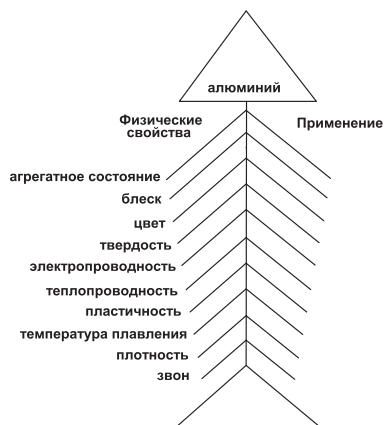 алюминий
Физические
свойства
Применение
агрегатное состояние
блеск
цвет
твердость
электропроводность
теплопроводность
пластичность
температура плавления
плотность
звон